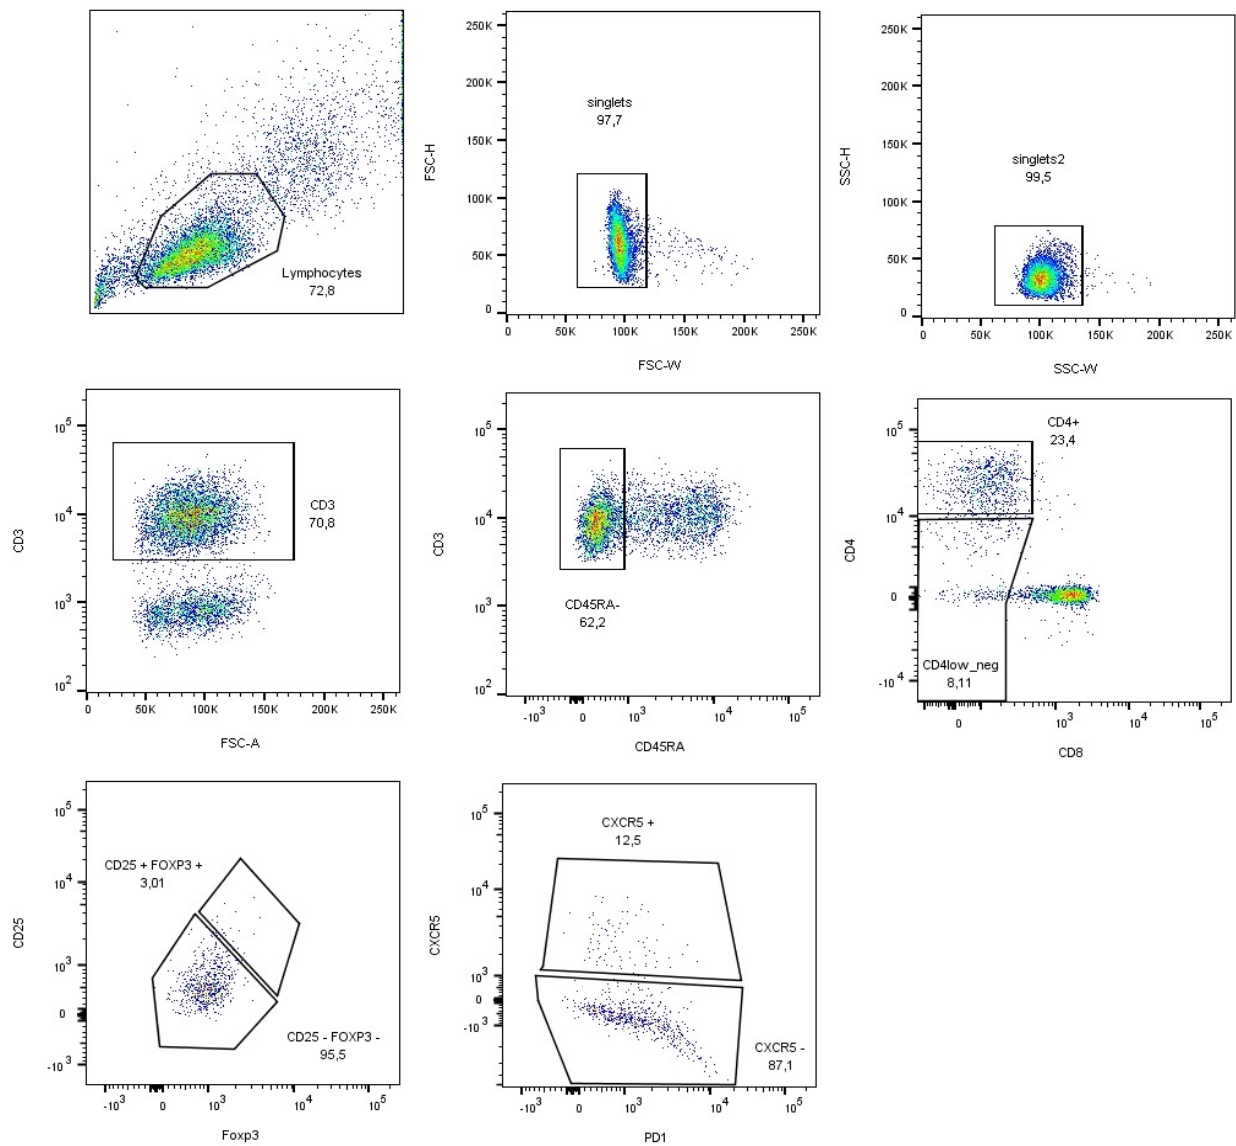 Lymphocytes
72,8
250K
200K
150K
100K
50K
0
FSC-H
singlets
97,7
0 50K 100K 150K 200K 250K
FSC-W
250K
200K
150K
100K
50K
0
SSC-H
singlets2
99,5
0 50K 100K 150K 200K 250K
SSC-W
10^5
10^4
10^3
10^2
CD3
CD3
70,8
0 50K 100K 150K 200K 250K
FSC-A
10^5
10^4
10^3
10^2
CD3
CD45RA-
62,2
-10^3 0 10^3 10^4 10^5
CD45RA
10^5
10^4
0
-10^4
CD4
CD4+
23,4
CD4low_neg
8,11
0 10^3 10^4 10^5
CD8
10^5
10^4
10^3
0
-10^3
CD25
CD25 + FOXP3 +
3,01
CD25 - FOXP3 -
95,5
-10^3 0 10^3 10^4 10^5
Foxp3
10^5
10^4
10^3
0
-10^3
CXCR5
CXCR5 +
12,5
CXCR5 -
87,1
-10^3 0 10^3 10^4 10^5
PD1